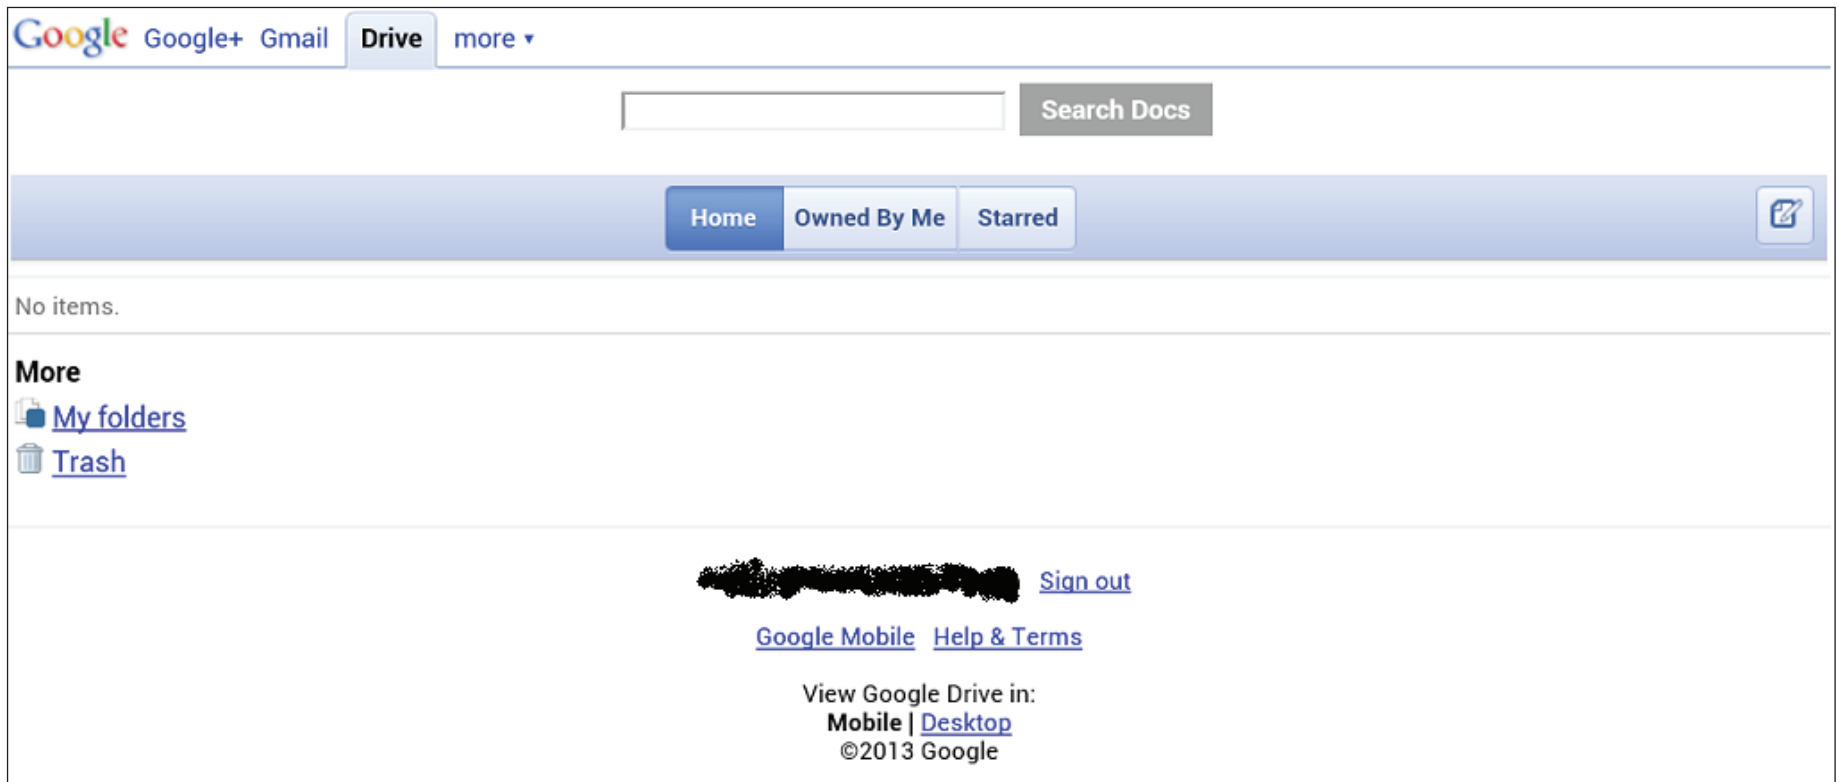 Google Google+ Gmail Drive more ▾
Search Docs
Home Owned By Me Starred
No items.
More
My folders
Trash
Sign out
Google Mobile Help & Terms
View Google Drive in:
Mobile | Desktop
©2013 Google